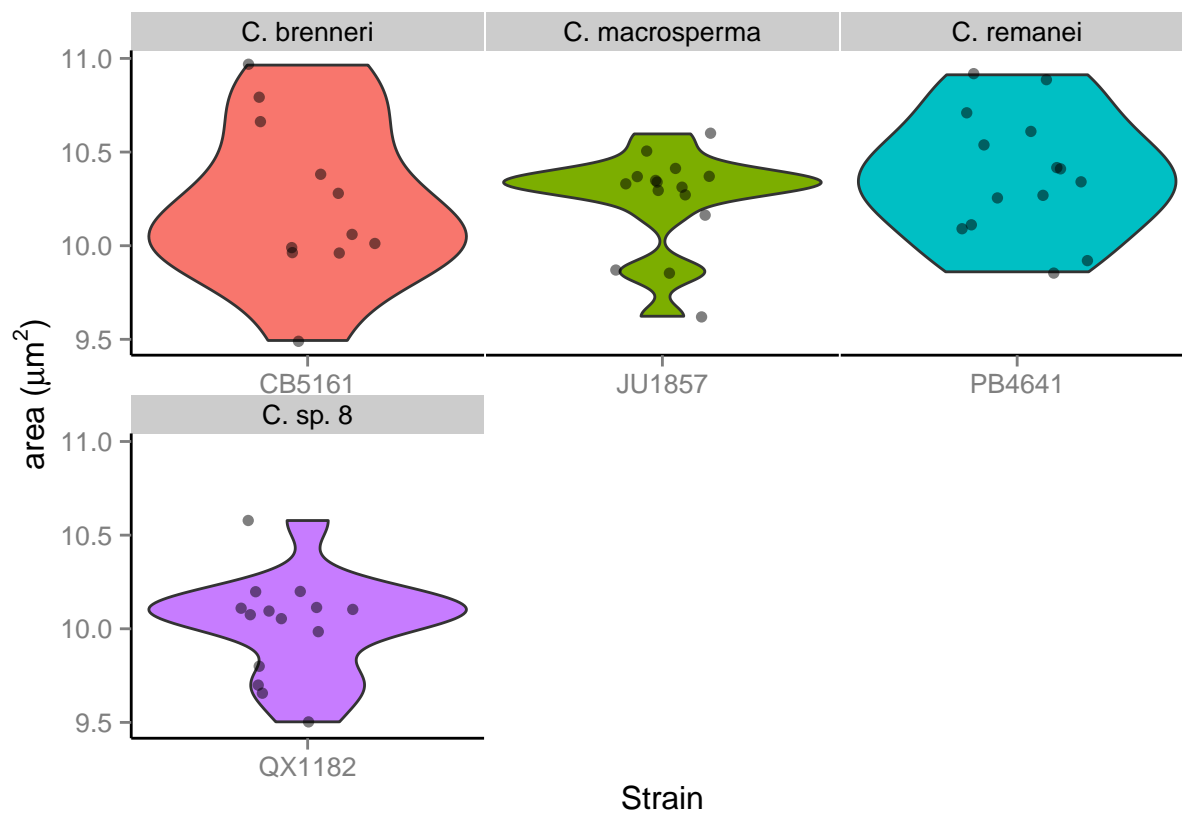 C. brenneri C. macrosperma C. remanei
11.0
10.5
10.0
9.5
CB5161 JU1857 PB4641
area (μm²)
C. sp. 8
11.0
10.5
10.0
9.5
QX1182
Strain